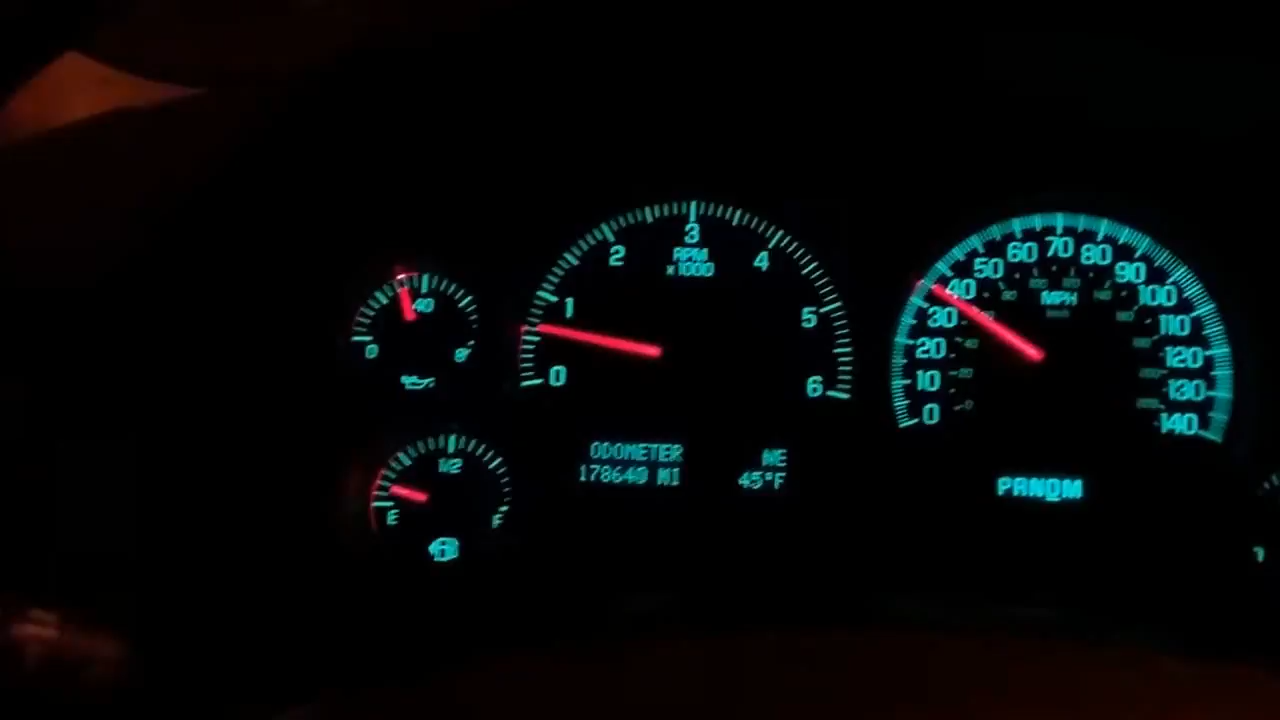 3
2 RPM 4
x1000
1 5
0 6
40
0
1/2
E F
ODOMETER NE
178640 MI 45°F
70
60 80
50 90
40 MPH 100
30 110
20 120
10 130
0 140
PRNDM